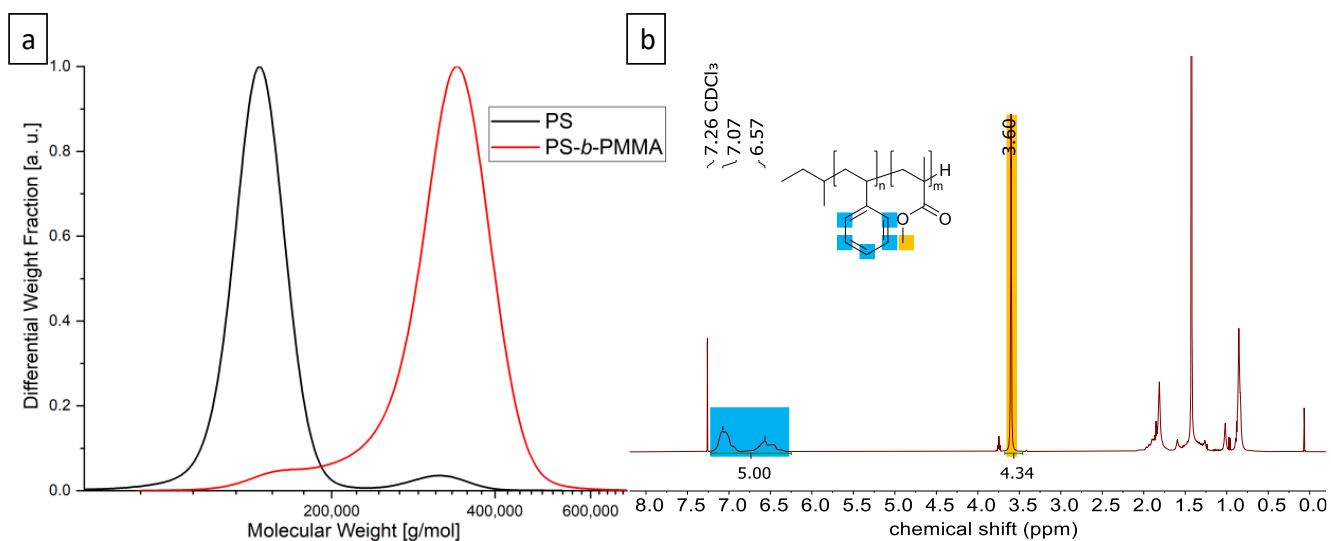 a
1.0
0.8
0.6
0.4
0.2
0.0
Differential Weight Fraction [a. u.]
PS
PS-b-PMMA
200,000
400,000
600,000
Molecular Weight [g/mol]
b
7.26 CDCl₃
7.07
6.57
3.60
n
m
H
O
O
5.00
4.34
8.0 7.5 7.0 6.5 6.0 5.5 5.0 4.5 4.0 3.5 3.0 2.5 2.0 1.5 1.0 0.5 0.0
chemical shift (ppm)